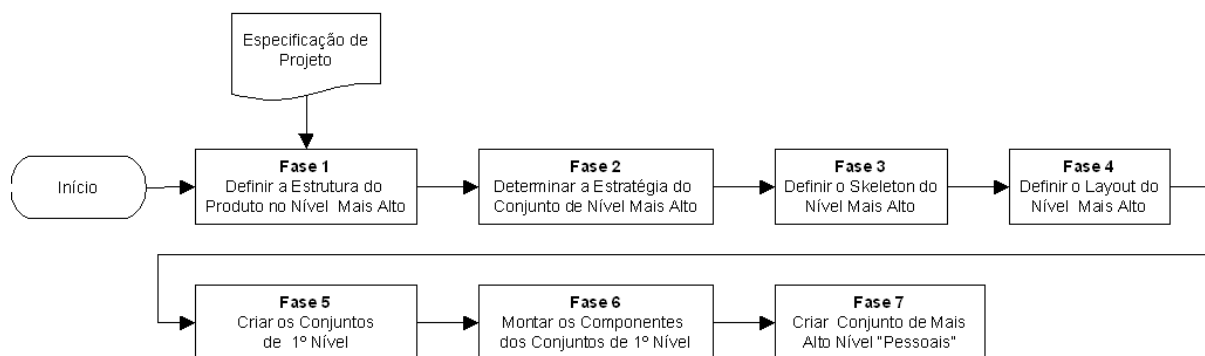 Especificação de
Projeto
Início
Fase 1
Definir a Estrutura do
Produto no Nível Mais Alto
Fase 2
Determinar a Estratégia do
Conjunto de Nível Mais Alto
Fase 3
Definir o Skeleton do
Nível Mais Alto
Fase 4
Definir o Layout do
Nível Mais Alto
Fase 5
Criar os Conjuntos
de 1º Nível
Fase 6
Montar os Componentes
dos Conjuntos de 1º Nível
Fase 7
Criar Conjunto de Mais
Alto Nível "Pessoais"